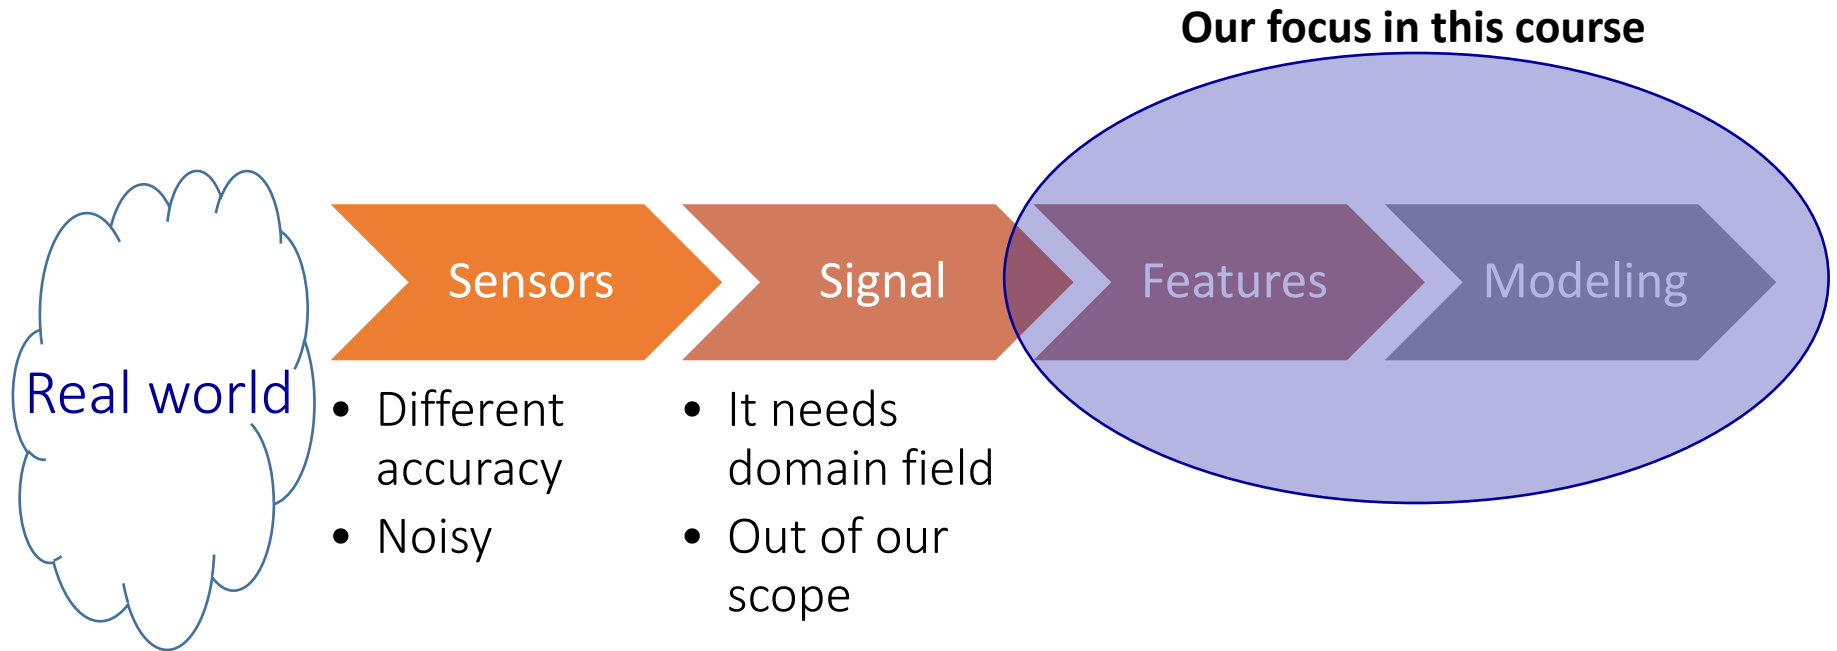 Our focus in this course
Real world
Sensors
Signal
Features
Modeling
• Different
accuracy
• Noisy
• It needs
domain field
• Out of our
scope